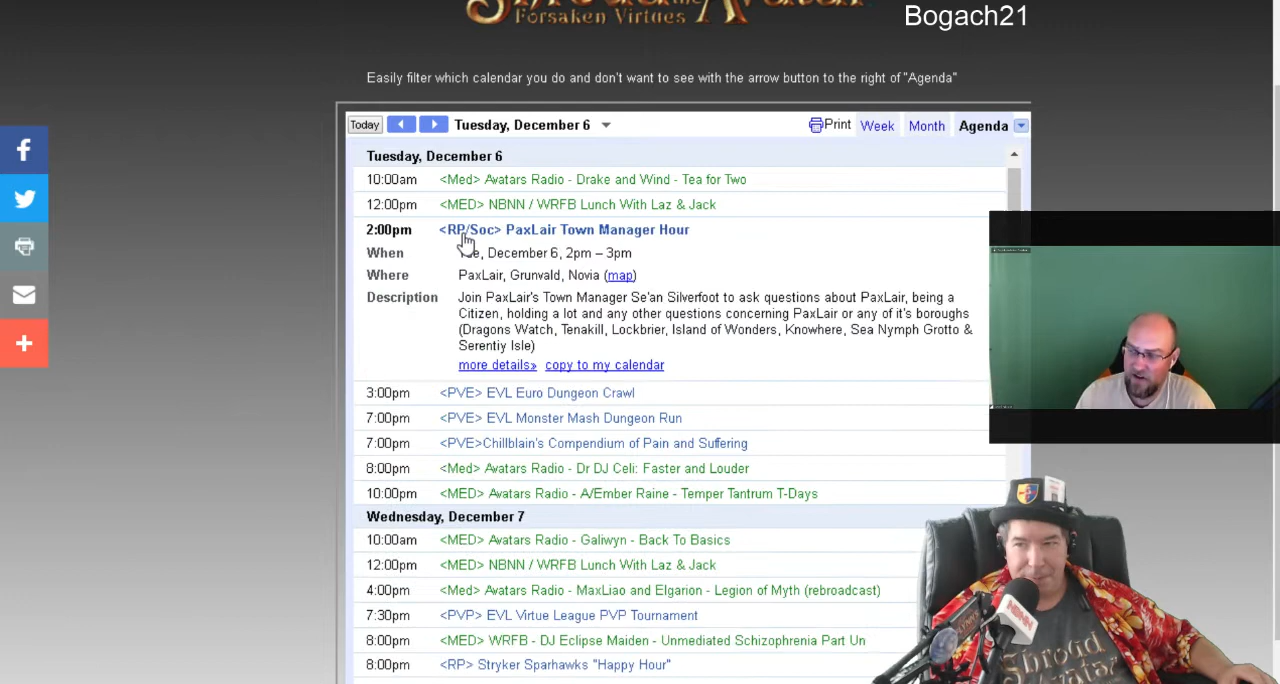 Shroud of the Avatar
Forsaken Virtues
Bogach21
Easily filter which calendar you do and don't want to see with the arrow button to the right of "Agenda"
Today Tuesday, December 6 Print Week Month Agenda
Tuesday, December 6
10:00am <Med> Avatars Radio - Drake and Wind - Tea for Two
12:00pm <MED> NBNN / WRFB Lunch With Laz & Jack
2:00pm <RP/Soc> PaxLair Town Manager Hour
When Tue, December 6, 2pm – 3pm
Where PaxLair, Grunvald, Novia (map)
Description Join PaxLair's Town Manager Se'an Silverfoot to ask questions about PaxLair, being a
Citizen, holding a lot and any other questions concerning PaxLair or any of it's boroughs
(Dragons Watch, Tenakill, Lockbrier, Island of Wonders, Knowhere, Sea Nymph Grotto &
Serentiy Isle)
more details» copy to my calendar
3:00pm <PVE> EVL Euro Dungeon Crawl
7:00pm <PVE> EVL Monster Mash Dungeon Run
7:00pm <PVE>Chillblain's Compendium of Pain and Suffering
8:00pm <Med> Avatars Radio - Dr DJ Celi: Faster and Louder
10:00pm <MED> Avatars Radio - A/Ember Raine - Temper Tantrum T-Days
Wednesday, December 7
10:00am <MED> Avatars Radio - Galiwyn - Back To Basics
12:00pm <MED> NBNN / WRFB Lunch With Laz & Jack
4:00pm <Med> Avatars Radio - MaxLiao and Elgarion - Legion of Myth (rebroadcast)
7:30pm <PVP> EVL Virtue League PVP Tournament
8:00pm <MED> WRFB - DJ Eclipse Maiden - Unmediated Schizophrenia Part Un
8:00pm <RP> Stryker Sparhawks "Happy Hour"
NBNN
Shroud
Avatar